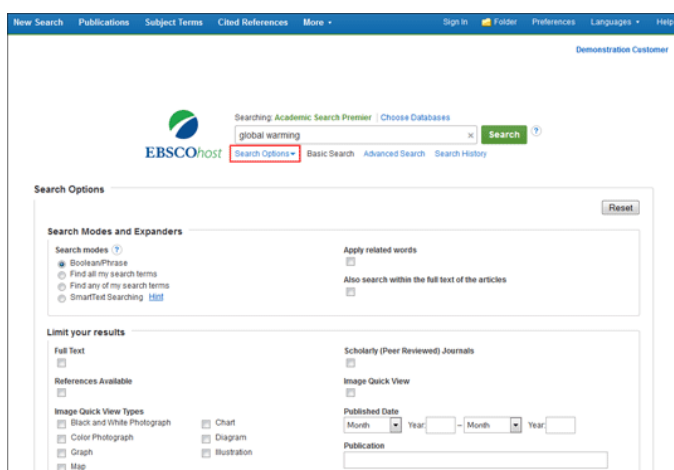 New Search Publications Subject Terms Cited References More Sign In Folder Preferences Languages Help
Demonstration Customer
Searching: Academic Search Premier Choose Databases
global warming × Search ?
EBSCOhost Search Options Basic Search Advanced Search Search History
Search Options
Reset
Search Modes and Expanders
Search modes ? Apply related words
Boolean/Phrase
Find all my search terms Also search within the full text of the articles
Find any of my search terms
SmartText Searching Hint
Limit your results
Full Text Scholarly (Peer Reviewed) Journals
References Available Image Quick View
Image Quick View Types Published Date
Black and White Photograph Chart Month Year: – Month Year:
Color Photograph Diagram Publication
Graph Illustration
Map